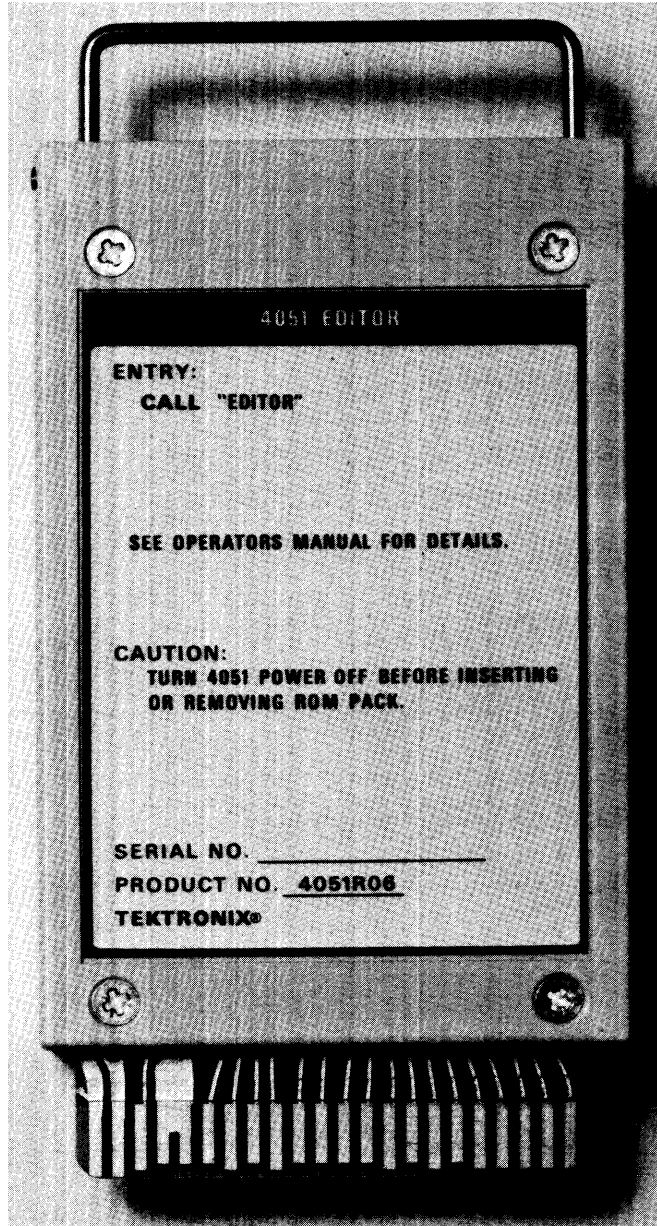 4051 EDITOR
ENTRY:
CALL "EDITOR"
SEE OPERATORS MANUAL FOR DETAILS.
CAUTION:
TURN 4051 POWER OFF BEFORE INSERTING
OR REMOVING ROM PACK.
SERIAL NO.
PRODUCT NO. 4051R06
TEKTRONIX®